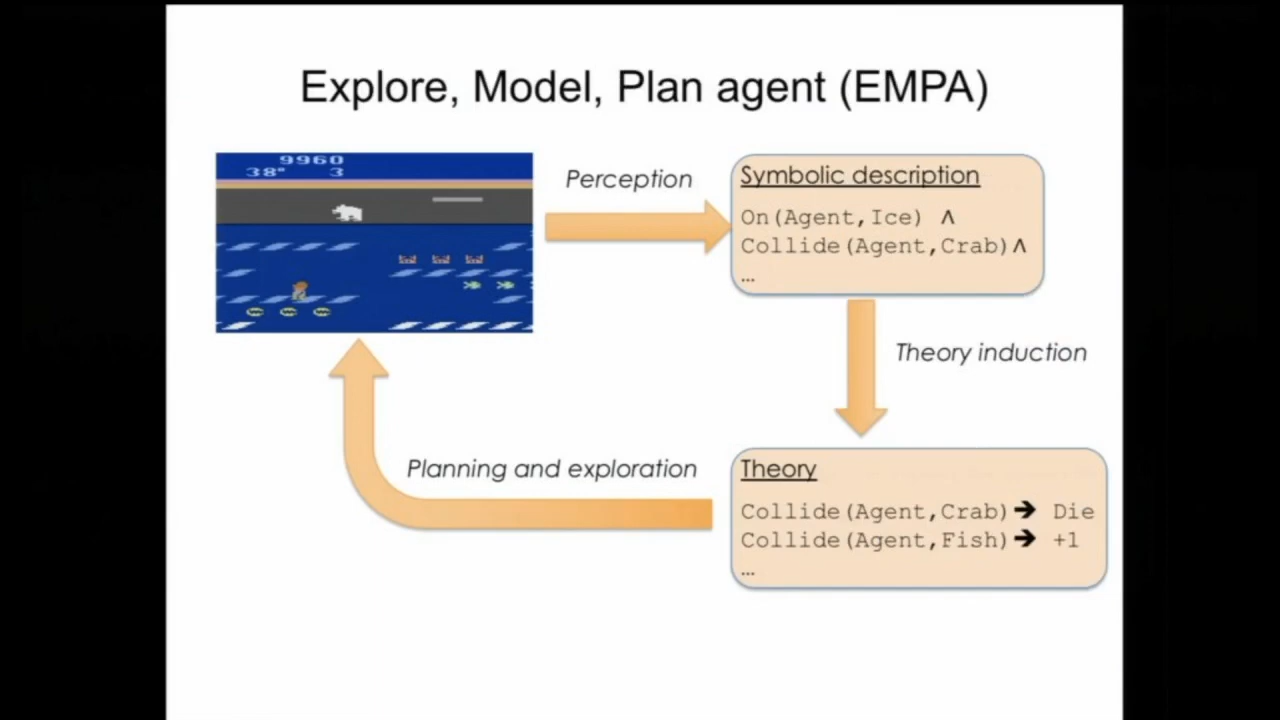 Explore, Model, Plan agent (EMPA)
9960
38° 3
Perception
Symbolic description
On(Agent,Ice) ∧
Collide(Agent,Crab)∧
…
Theory induction
Planning and exploration
Theory
Collide(Agent,Crab)➔ Die
Collide(Agent,Fish)➔ +1
…